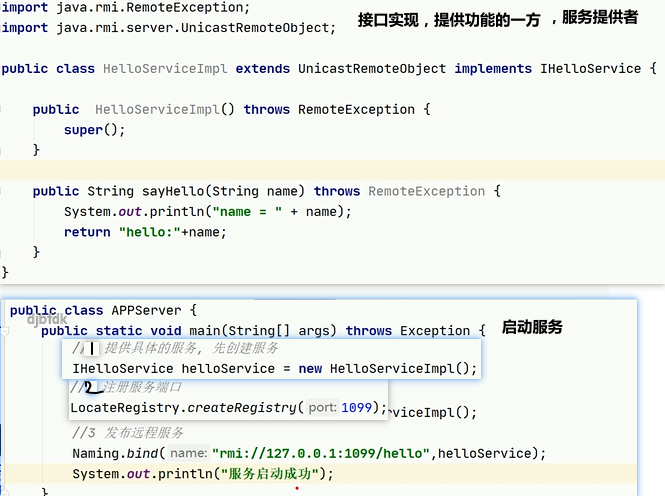 import java.rmi.RemoteException;
import java.rmi.server.UnicastRemoteObject;
接口实现，提供功能的一方 ，服务提供者
public class HelloServiceImpl extends UnicastRemoteObject implements IHelloService {
public HelloServiceImpl() throws RemoteException {
super();
}
public String sayHello(String name) throws RemoteException {
System.out.println("name = " + name);
return "hello:"+name;
}
}
public class APPServer {
djbfdk
public static void main(String[] args) throws Exception {
启动服务
//1 提供具体的服务, 先创建服务
IHelloService helloService = new HelloServiceImpl();
//2 注册服务端口
LocateRegistry.createRegistry( port: 1099);
viceImpl();
//3 发布远程服务
Naming.bind( name: "rmi://127.0.0.1:1099/hello",helloService);
System.out.println("服务启动成功");
}